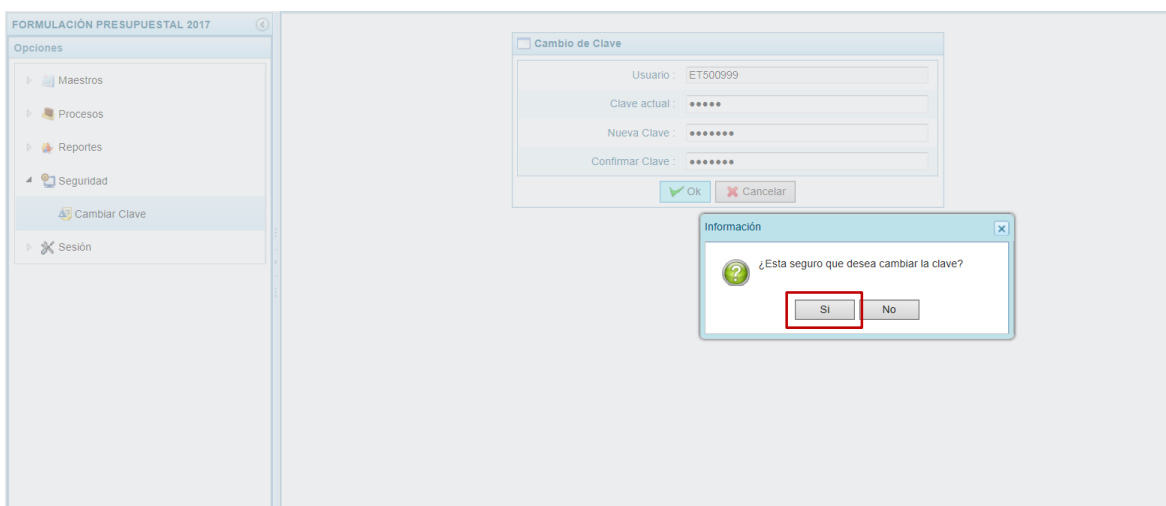 FORMULACIÓN PRESUPUESTAL 2017
Opciones
Maestros
Procesos
Reportes
Seguridad
Cambiar Clave
Sesión
Cambio de Clave
Usuario : ET500999
Clave actual : •••••
Nueva Clave : •••••••
Confirmar Clave : •••••••
Ok Cancelar
Información
¿Esta seguro que desea cambiar la clave?
Si No